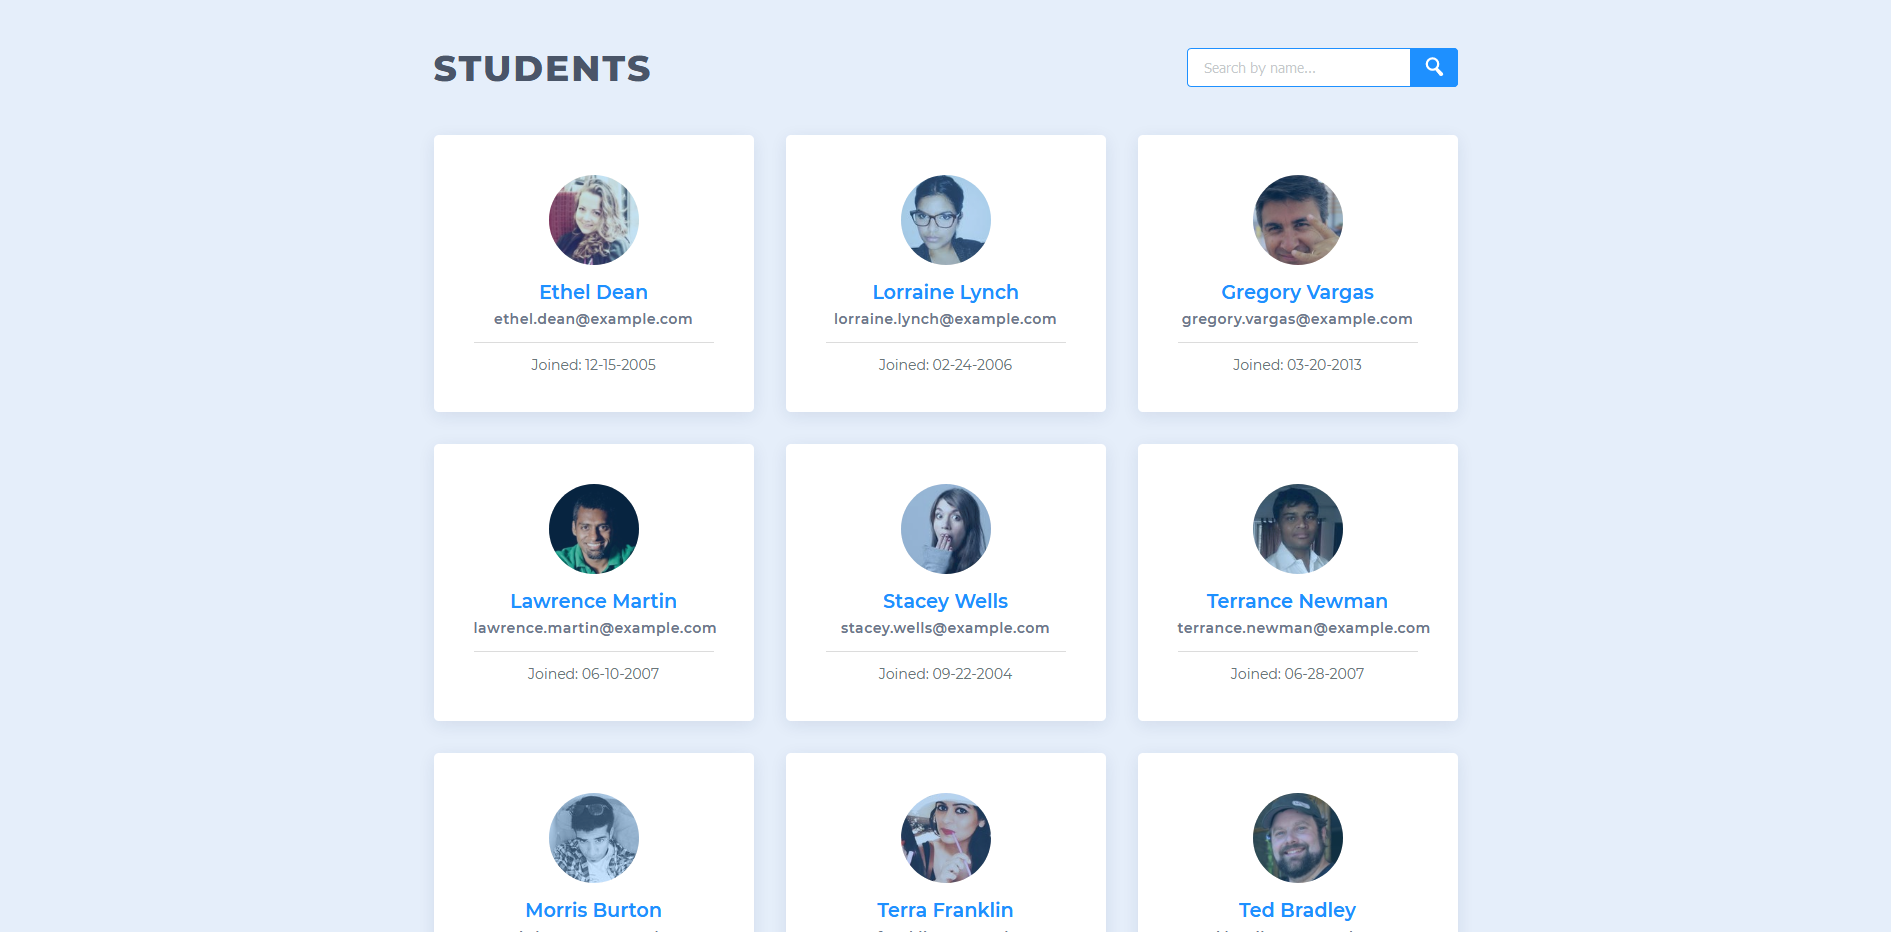 STUDENTS
Search by name...
Ethel Dean
ethel.dean@example.com
Joined: 12-15-2005
Lorraine Lynch
lorraine.lynch@example.com
Joined: 02-24-2006
Gregory Vargas
gregory.vargas@example.com
Joined: 03-20-2013
Lawrence Martin
lawrence.martin@example.com
Joined: 06-10-2007
Stacey Wells
stacey.wells@example.com
Joined: 09-22-2004
Terrance Newman
terrance.newman@example.com
Joined: 06-28-2007
Morris Burton
Terra Franklin
Ted Bradley